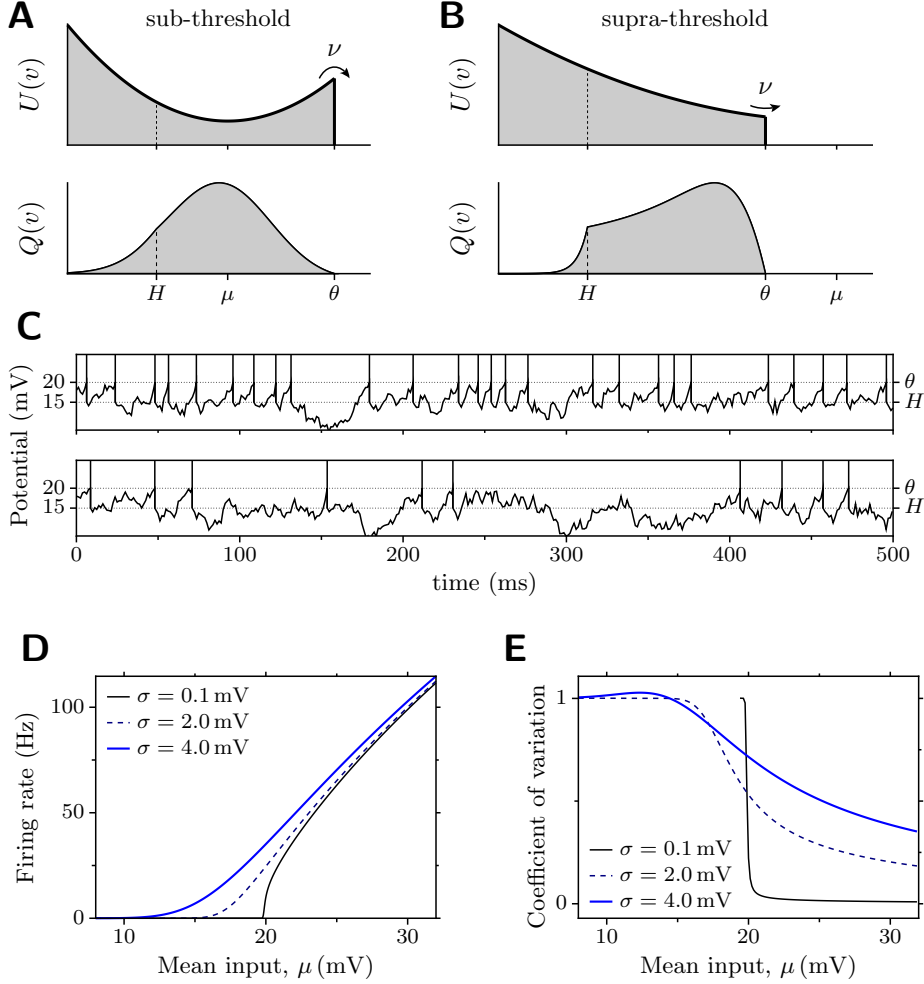 A
sub-threshold
U(v)
ν
Q(v)
H
μ
θ
B
supra-threshold
U(v)
ν
Q(v)
H
θ
μ
C
Potential (mV)
20
15
θ
H
20
15
θ
H
0
100
200
300
400
500
time (ms)
D
Firing rate (Hz)
100
50
0
σ = 0.1 mV
σ = 2.0 mV
σ = 4.0 mV
10
20
30
Mean input, μ (mV)
E
Coefficient of variation
1
0
σ = 0.1 mV
σ = 2.0 mV
σ = 4.0 mV
10
20
30
Mean input, μ (mV)